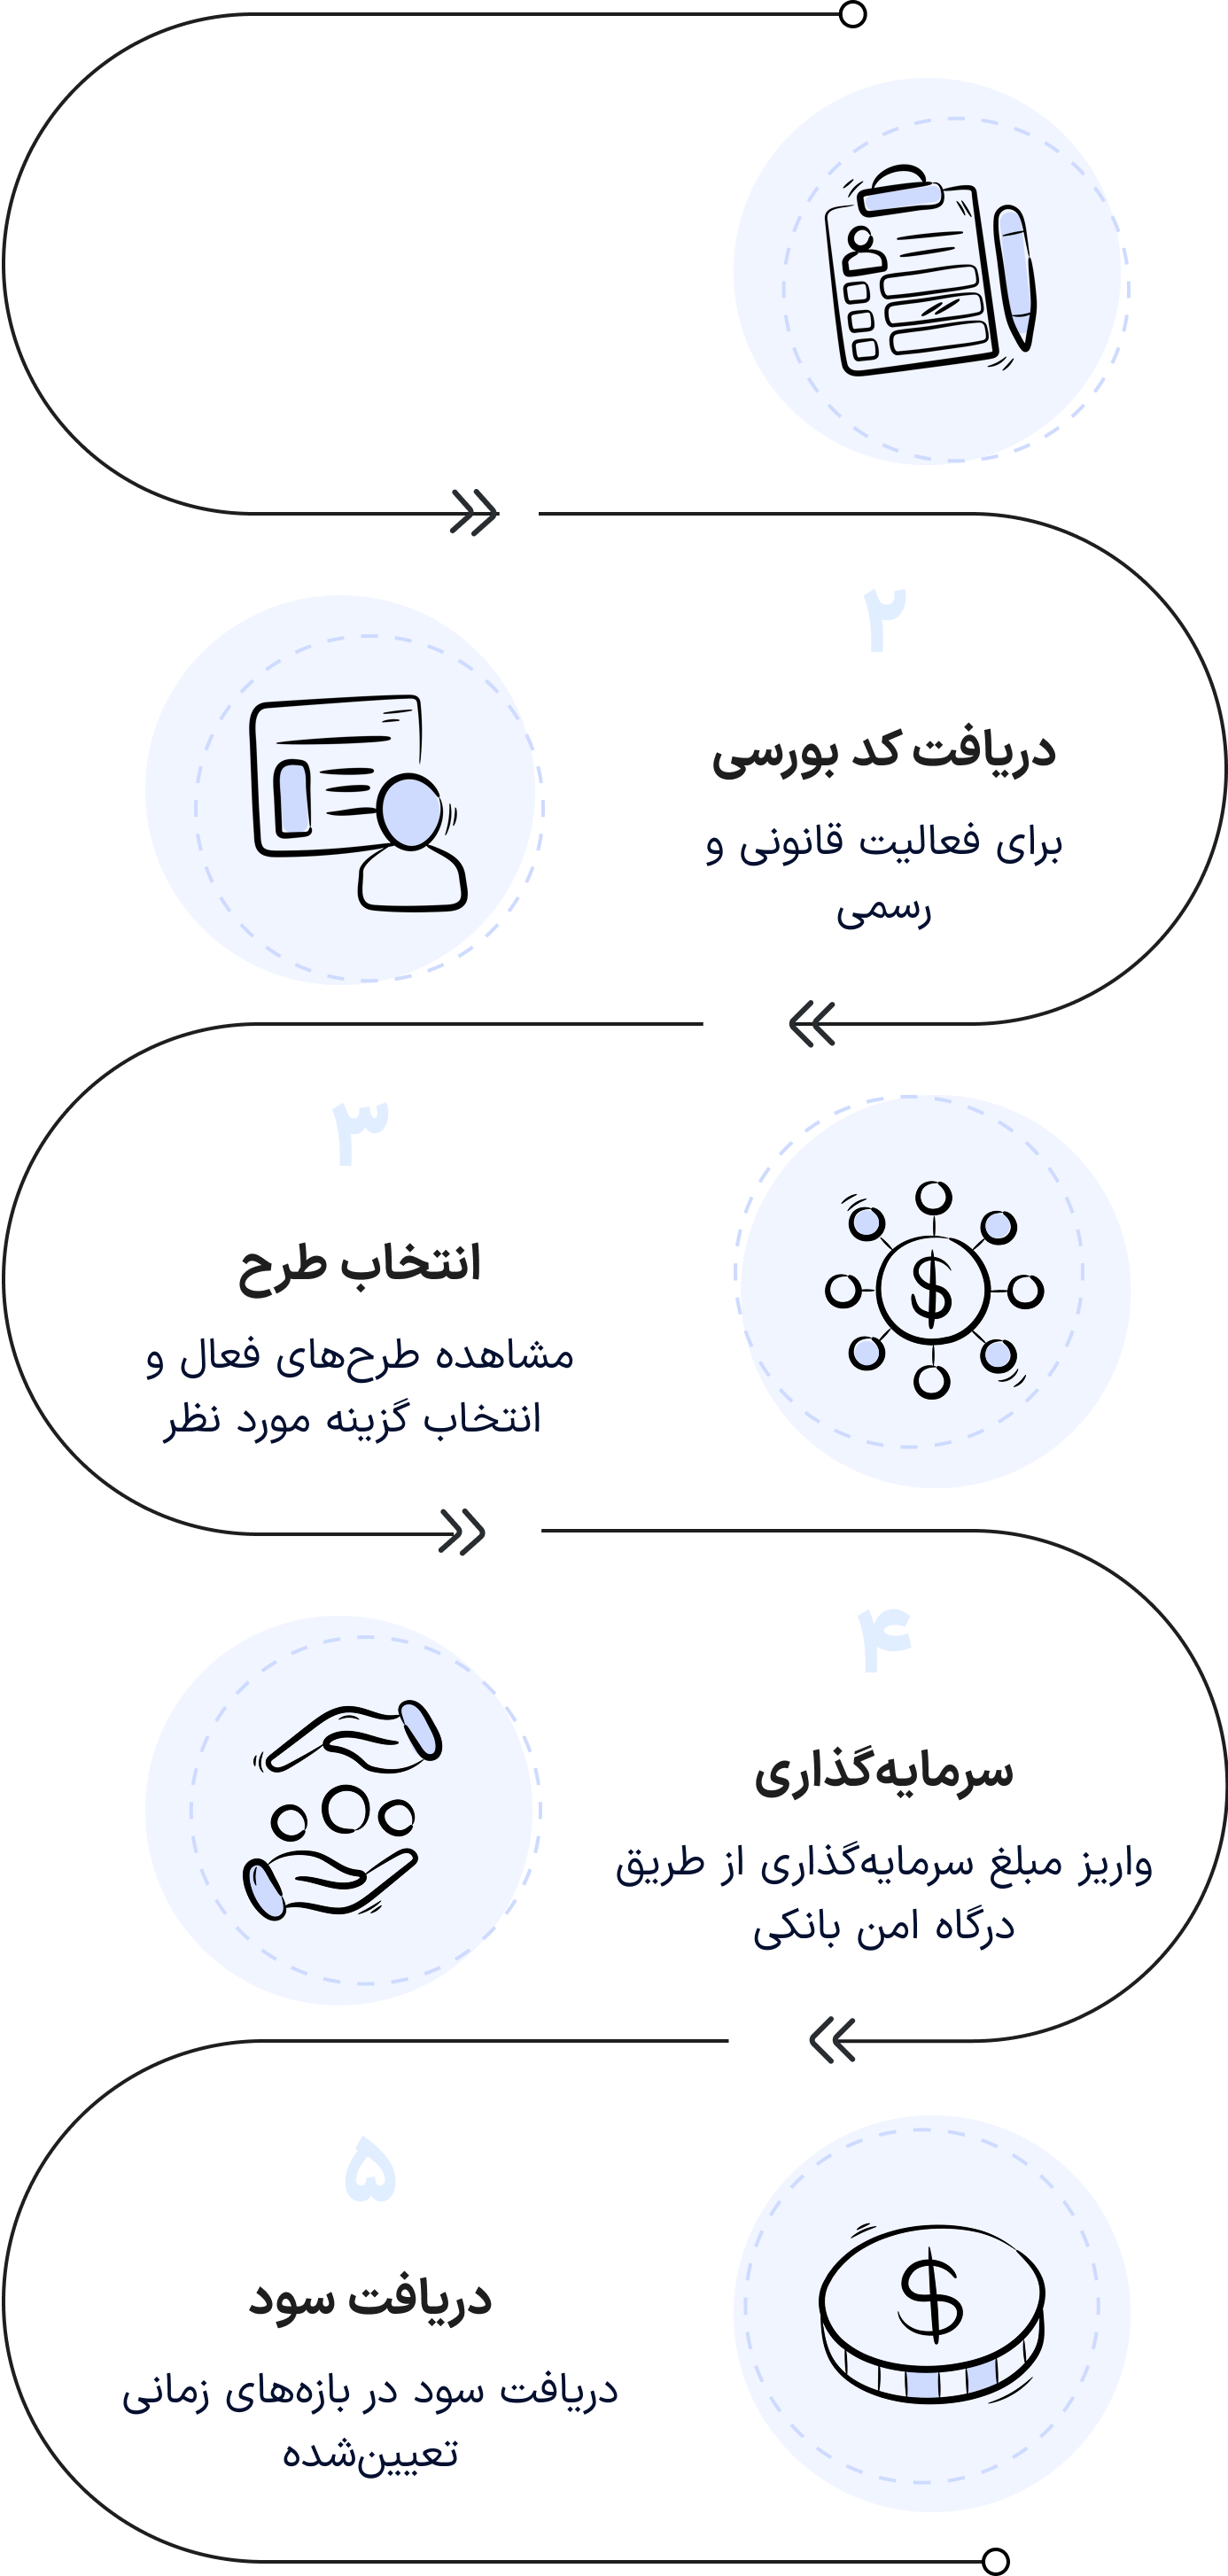 ۲
دریافت کد بورسی
برای فعالیت قانونی و
رسمی
۳
انتخاب طرح
مشاهده طرح‌های فعال و
انتخاب گزینه مورد نظر
۴
سرمایه‌گذاری
واریز مبلغ سرمایه‌گذاری از طریق
درگاه امن بانکی
۵
دریافت سود
دریافت سود در بازه‌های زمانی
تعیین‌شده